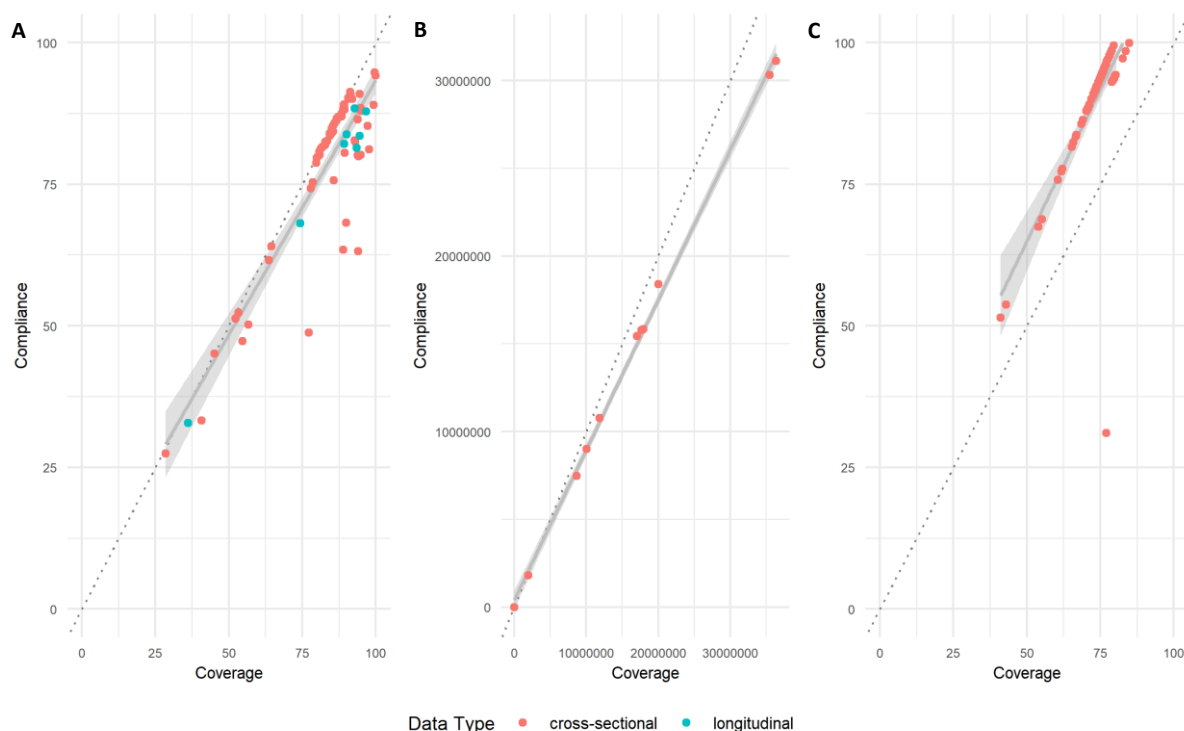 A
100
75
50
25
0
Compliance
0 25 50 75 100
Coverage
B
30000000
20000000
10000000
0
Compliance
0 10000000 20000000 30000000
Coverage
C
100
75
50
25
0
Compliance
0 25 50 75 100
Coverage
Data Type cross-sectional longitudinal